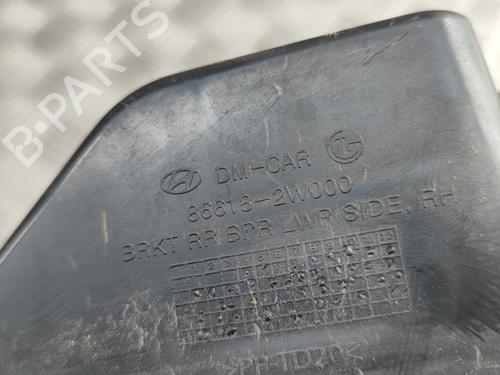 B-PARTS
DM-CAR
86618-2W000
BRKT RR BPR LWR SIDE, RH
>PP-TD20<